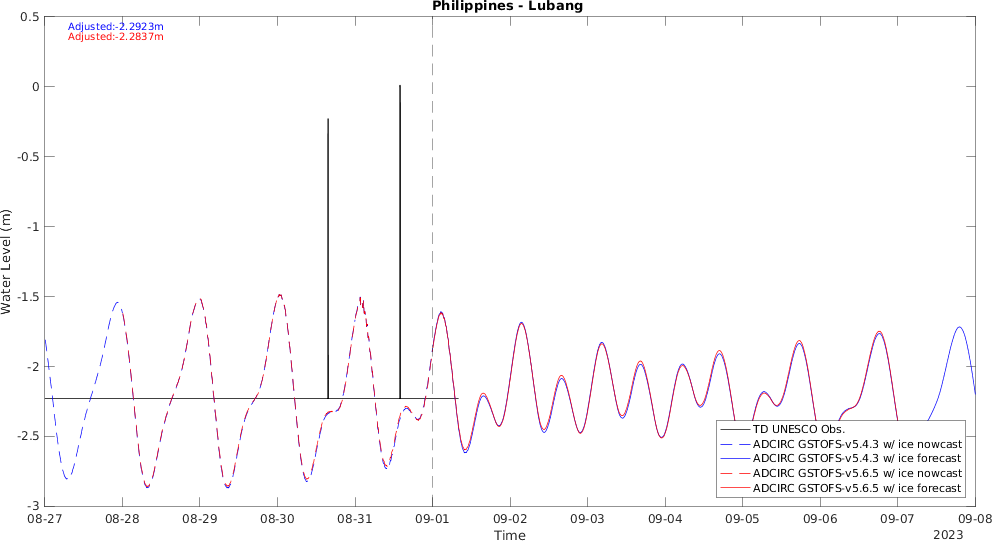 Philippines - Lubang
Adjusted:-2.2923m
Adjusted:-2.2837m
Water Level (m)
0.5
0
-0.5
-1
-1.5
-2
-2.5
-3
TD UNESCO Obs.
ADCIRC GSTOFS-v5.4.3 w/ ice nowcast
ADCIRC GSTOFS-v5.4.3 w/ ice forecast
ADCIRC GSTOFS-v5.6.5 w/ ice nowcast
ADCIRC GSTOFS-v5.6.5 w/ ice forecast
08-27 08-28 08-29 08-30 08-31 09-01 09-02 09-03 09-04 09-05 09-06 09-07 09-08
Time
2023